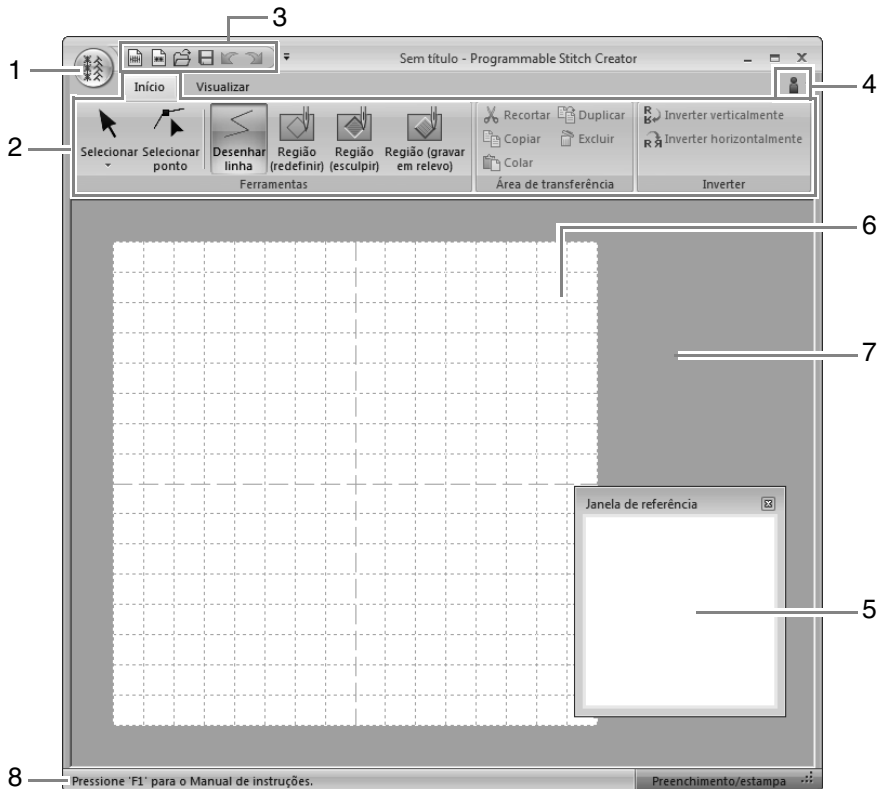 3
1
Sem título - Programmable Stitch Creator
4
Início Visualizar
2
Selecionar
Selecionar ponto
Desenhar linha
Região (redefinir)
Região (esculpir)
Região (gravar em relevo)
Ferramentas
Recortar Duplicar
Copiar Excluir
Colar
Área de transferência
R R Inverter verticalmente
R R Inverter horizontalmente
Inverter
6
7
Janela de referência
5
8
Pressione 'F1' para o Manual de instruções.
Preenchimento/estampa